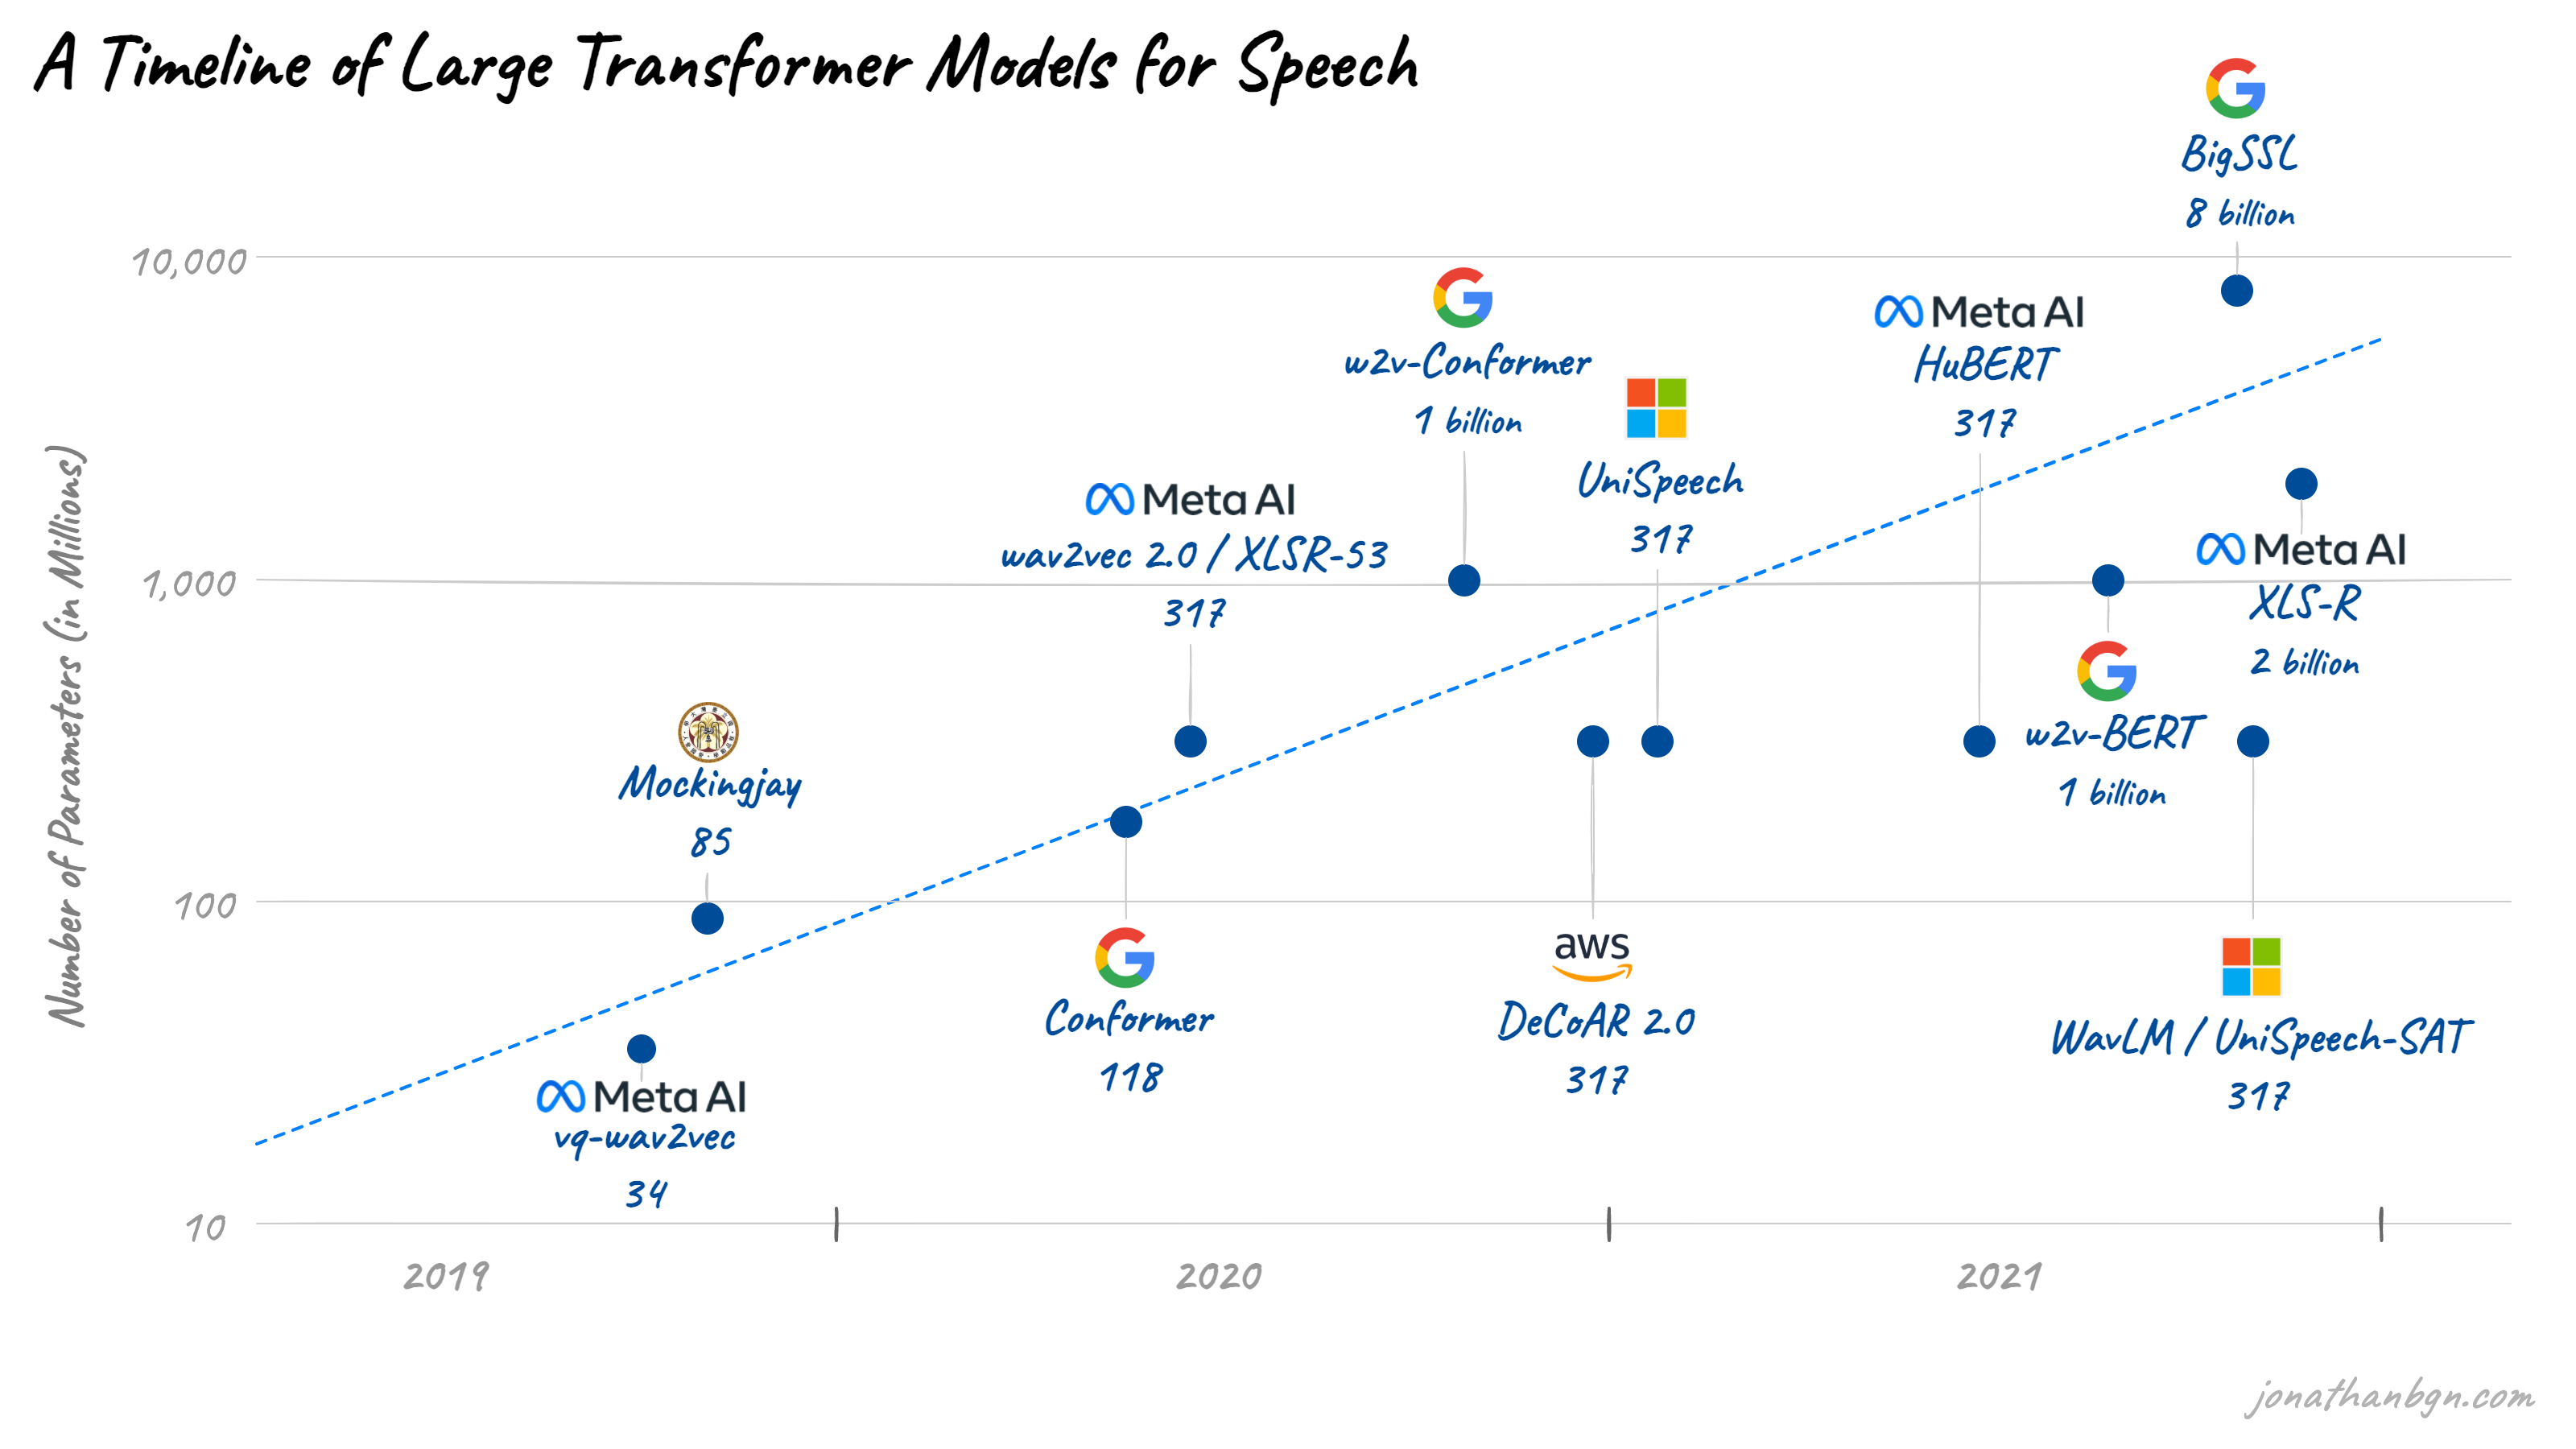 A Timeline of Large Transformer Models for Speech
BigSSL
8 billion
10,000
w2v-Conformer
1 billion
Meta AI
HuBERT
317
UniSpeech
317
Meta AI
wav2vec 2.0 / XLSR-53
317
Meta AI
XLS-R
2 billion
1,000
Number of Parameters (in Millions)
Mockingjay
85
w2v-BERT
1 billion
100
Conformer
118
aws
DeCoAR 2.0
317
WavLM / UniSpeech-SAT
317
Meta AI
vq-wav2vec
34
10
2019
2020
2021
jonathanbgn.com